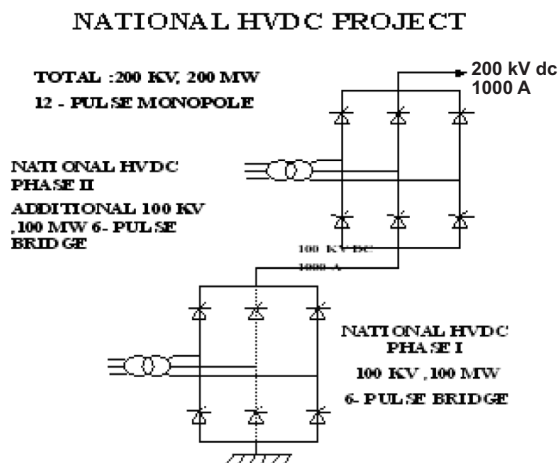 NATIONAL HVDC PROJECT
TOTAL :200 KV, 200 MW
12 - PULSE MONOPOLE
200 kV dc
1000 A
NATIONAL HVDC
PHASE II
ADDITIONAL 100 KV
,100 MW 6- PULSE
BRIDGE
100 KV DC
1000 A
NATIONAL HVDC
PHASE I
100 KV ,100 MW
6- PULSE BRIDGE